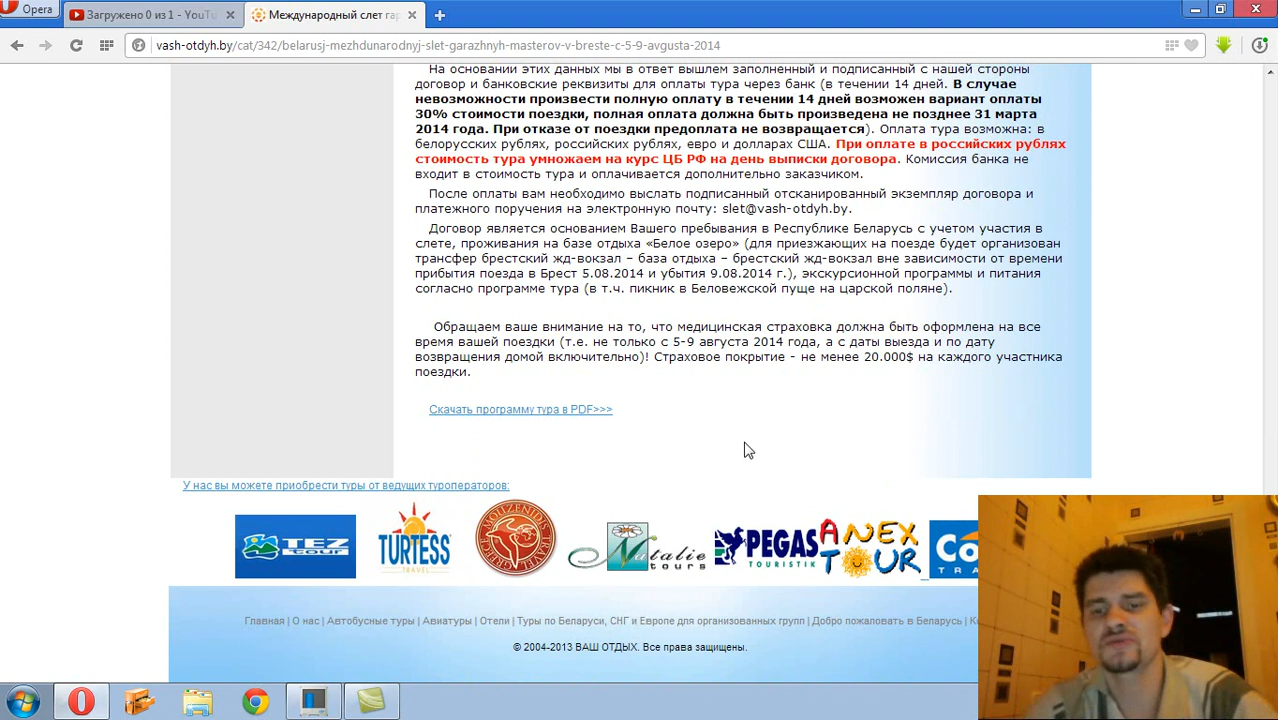 Opera
Загружено 0 из 1 - YouTu
Международный слет гар
vash-otdyh.by/cat/342/belarusj-mezhdunarodnyj-slet-garazhnyh-masterov-v-breste-c-5-9-avgusta-2014
На основании этих данных мы в ответ вышлем заполненный и подписанный с нашей стороны
договор и банковские реквизиты для оплаты тура через банк (в течении 14 дней. В случае
невозможности произвести полную оплату в течении 14 дней возможен вариант оплаты
30% стоимости поездки, полная оплата должна быть произведена не позднее 31 марта
2014 года. При отказе от поездки предоплата не возвращается). Оплата тура возможна: в
белорусских рублях, российских рублях, евро и долларах США. При оплате в российских рублях
стоимость тура умножаем на курс ЦБ РФ на день выписки договора. Комиссия банка не
входит в стоимость тура и оплачивается дополнительно заказчиком.
После оплаты вам необходимо выслать подписанный отсканированный экземпляр договора и
платежного поручения на электронную почту: slet@vash-otdyh.by.
Договор является основанием Вашего пребывания в Республике Беларусь с учетом участия в
слете, проживания на базе отдыха «Белое озеро» (для приезжающих на поезде будет организован
трансфер брестский жд-вокзал – база отдыха – брестский жд-вокзал вне зависимости от времени
прибытия поезда в Брест 5.08.2014 и убытия 9.08.2014 г.), экскурсионной программы и питания
согласно программе тура (в т.ч. пикник в Беловежской пуще на царской поляне).
Обращаем ваше внимание на то, что медицинская страховка должна быть оформлена на все
время вашей поездки (т.е. не только с 5-9 августа 2014 года, а с даты выезда и по дату
возвращения домой включительно)! Страховое покрытие - не менее 20.000$ на каждого участника
поездки.
Скачать программу тура в PDF>>>
У нас вы можете приобрести туры от ведущих туроператоров:
TEZ TOUR
TURTESS TRAVEL
MOUZENIDIS TRAVEL GREECE
Natalie tours
PEGAS TOURISTIK
ANEX TOUR
Главная | О нас | Автобусные туры | Авиатуры | Отели | Туры по Беларуси, СНГ и Европе для организованных групп | Добро пожаловать в Беларусь |
© 2004-2013 ВАШ ОТДЫХ. Все права защищены.